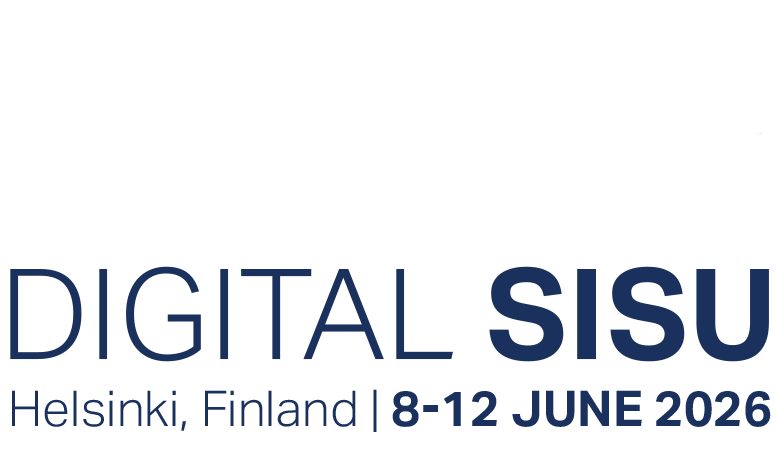 DIGITAL SISU
Helsinki, Finland | 8-12 JUNE 2026